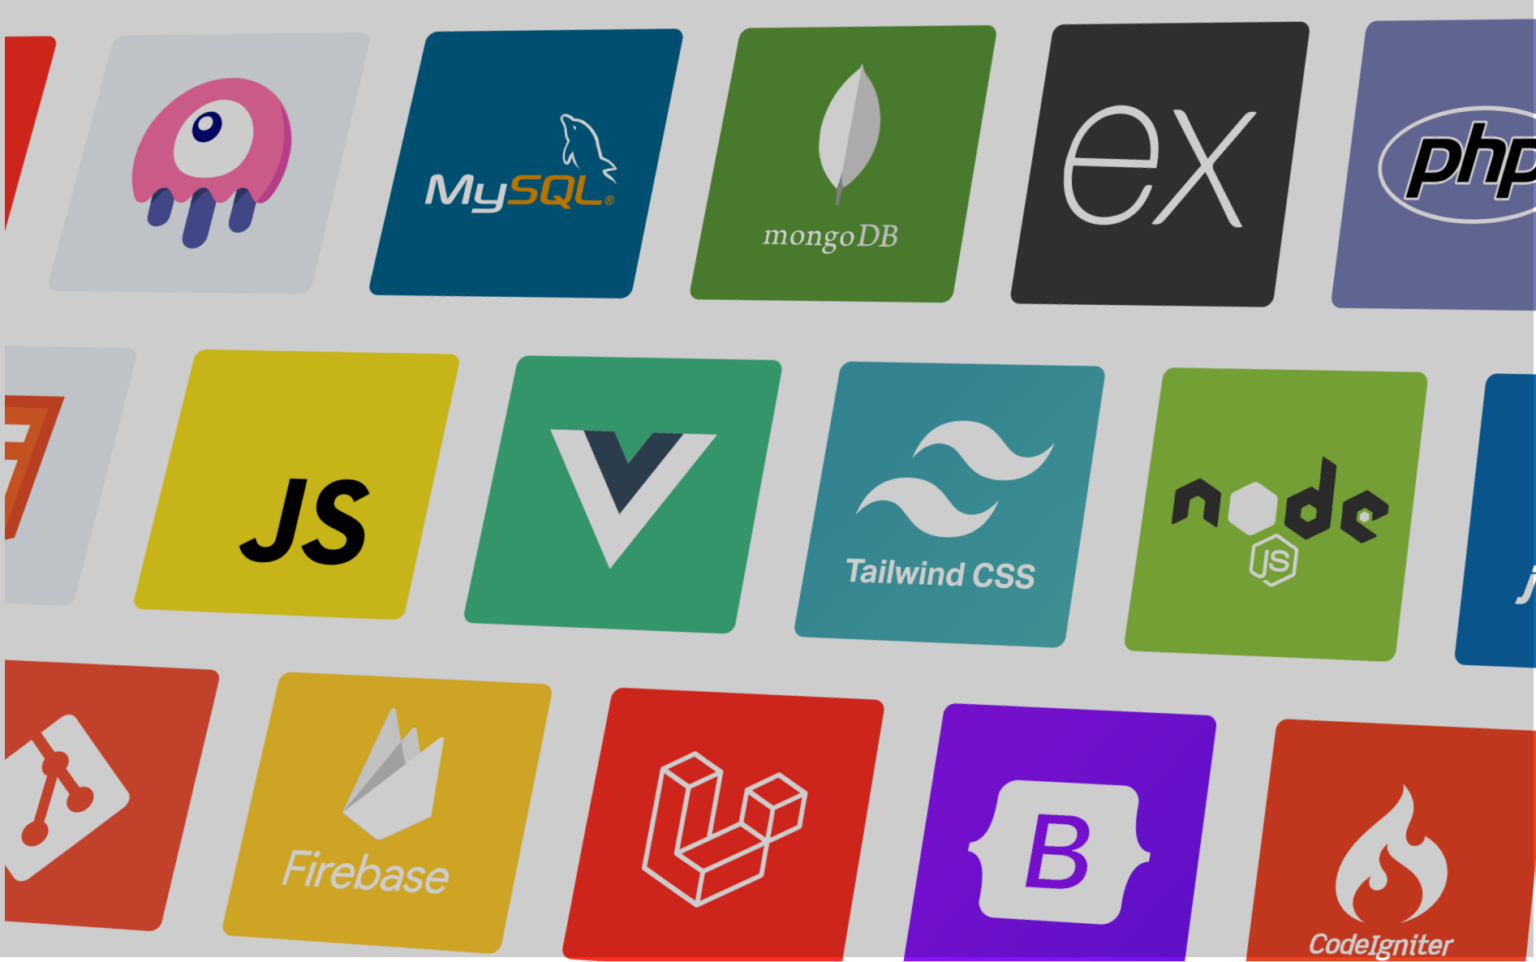 MySQL®
mongoDB
ex
php
JS
Tailwind CSS
node
JS
j
Firebase
B
CodeIgniter